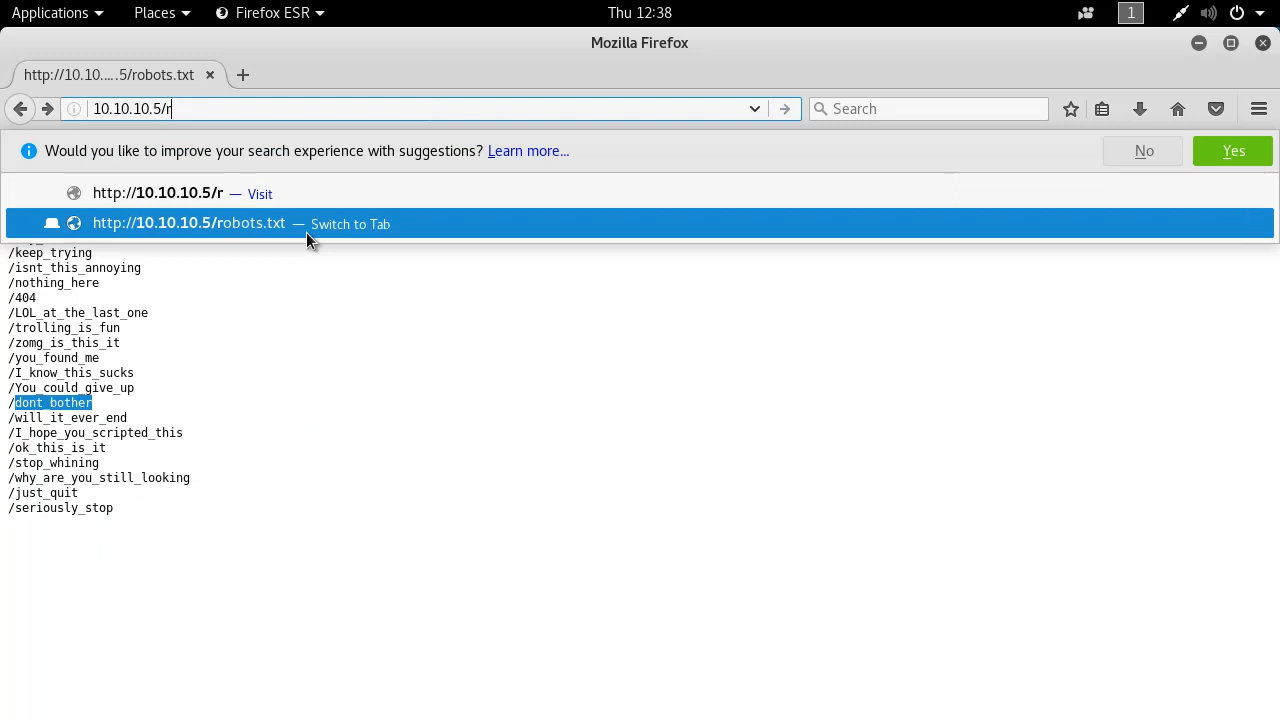 Applications Places Firefox ESR Thu 12:38 1
Mozilla Firefox
http://10.10.... .5/robots.txt
10.10.10.5/r Search
Would you like to improve your search experience with suggestions? Learn more... No Yes
http://10.10.10.5/r — Visit
http://10.10.10.5/robots.txt — Switch to Tab
/keep_trying
/isnt_this_annoying
/nothing_here
/404
/LOL_at_the_last_one
/trolling_is_fun
/zomg_is_this_it
/you_found_me
/I_know_this_sucks
/You_could_give_up
/dont_bother
/will_it_ever_end
/I_hope_you_scripted_this
/ok_this_is_it
/stop_whining
/why_are_you_still_looking
/just_quit
/seriously_stop